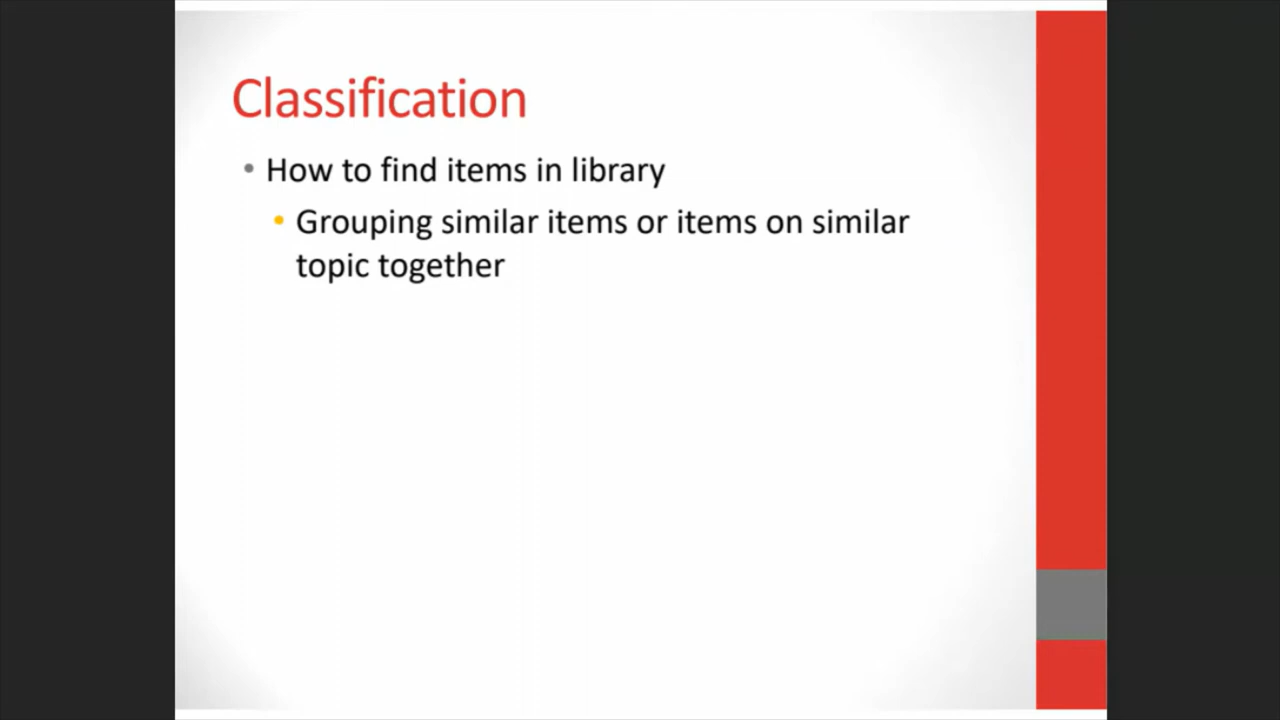 Classification
• How to find items in library
• Grouping similar items or items on similar
topic together